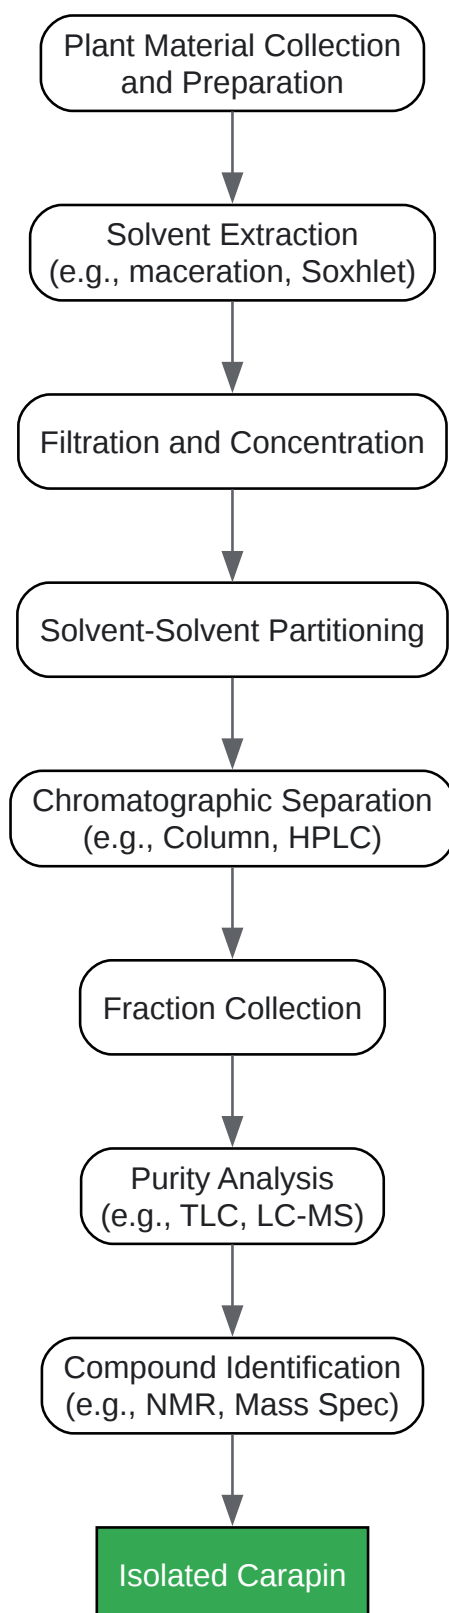 Plant Material Collection
and Preparation
Solvent Extraction
(e.g., maceration, Soxhlet)
Filtration and Concentration
Solvent-Solvent Partitioning
Chromatographic Separation
(e.g., Column, HPLC)
Fraction Collection
Purity Analysis
(e.g., TLC, LC-MS)
Compound Identification
(e.g., NMR, Mass Spec)
Isolated Carapin